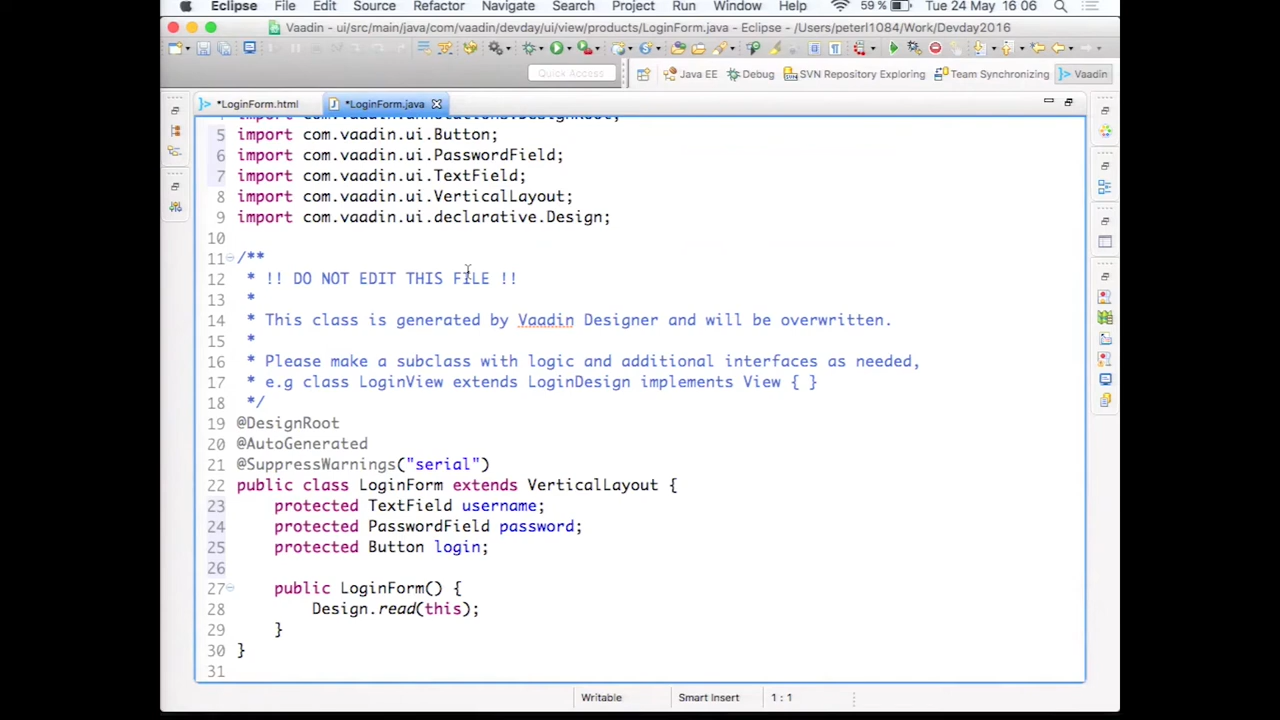 Eclipse File Edit Source Refactor Navigate Search Project Run Window Help 59% Tue 24 May 16 06
Vaadin - ui/src/main/java/com/vaadin/devday/ui/view/products/LoginForm.java - Eclipse - /Users/peterl1084/Work/Devday2016
Quick Access Java EE Debug SVN Repository Exploring Team Synchronizing Vaadin
*LoginForm.html *LoginForm.java
4 import com.vaadin.annotations.DesignRoot;
5 import com.vaadin.ui.Button;
6 import com.vaadin.ui.PasswordField;
7 import com.vaadin.ui.TextField;
8 import com.vaadin.ui.VerticalLayout;
9 import com.vaadin.ui.declarative.Design;
10
11 /**
12 * !! DO NOT EDIT THIS FILE !!
13 *
14 * This class is generated by Vaadin Designer and will be overwritten.
15 *
16 * Please make a subclass with logic and additional interfaces as needed,
17 * e.g class LoginView extends LoginDesign implements View { }
18 */
19 @DesignRoot
20 @AutoGenerated
21 @SuppressWarnings("serial")
22 public class LoginForm extends VerticalLayout {
23 protected TextField username;
24 protected PasswordField password;
25 protected Button login;
26
27 public LoginForm() {
28 Design.read(this);
29 }
30 }
31
Writable Smart Insert 1 : 1